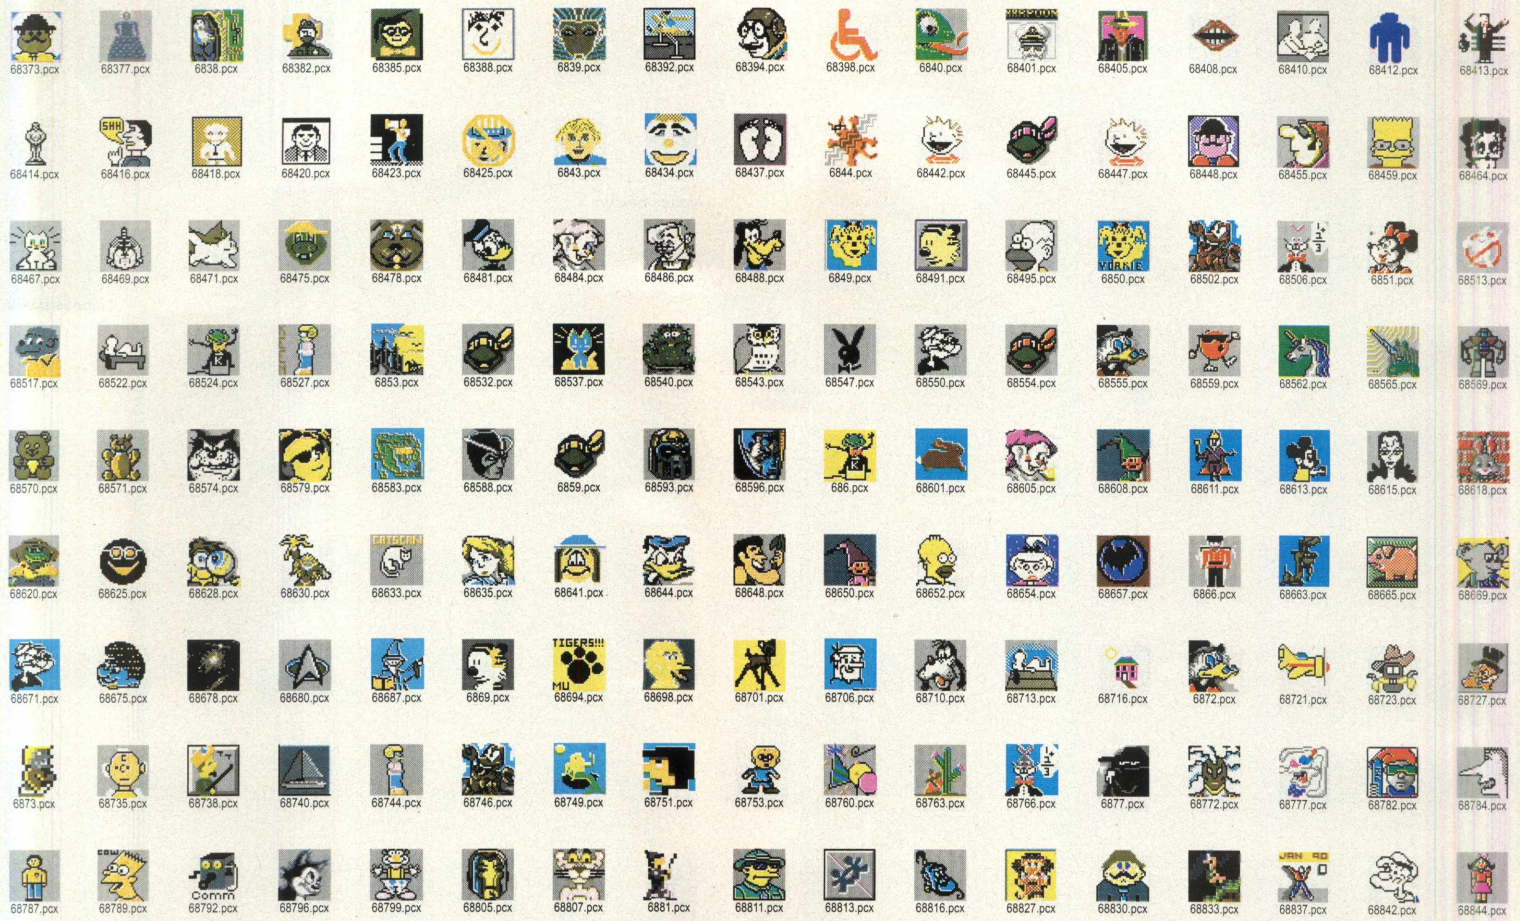 68373.pcx 68377.pcx 6838.pcx 68382.pcx 68385.pcx 68388.pcx 6839.pcx 68392.pcx 68394.pcx 68398.pcx 6840.pcx 68401.pcx 68405.pcx 68408.pcx 68410.pcx 68412.pcx 68413.pcx
SHH
68414.pcx 68416.pcx 68418.pcx 68420.pcx 68423.pcx 68425.pcx 6843.pcx 68434.pcx 68437.pcx 6844.pcx 68442.pcx 68445.pcx 68447.pcx 68448.pcx 68455.pcx 68459.pcx 68464.pcx
1+
3
YORKIE
68467.pcx 68469.pcx 68471.pcx 68475.pcx 68478.pcx 68481.pcx 68484.pcx 68486.pcx 68488.pcx 6849.pcx 68491.pcx 68495.pcx 6850.pcx 68502.pcx 68506.pcx 6851.pcx 68513.pcx
K
68517.pcx 68522.pcx 68524.pcx 68527.pcx 6853.pcx 68532.pcx 68537.pcx 68540.pcx 68543.pcx 68547.pcx 68550.pcx 68554.pcx 68555.pcx 68559.pcx 68562.pcx 68565.pcx 68569.pcx
K
68570.pcx 68571.pcx 68574.pcx 68579.pcx 68583.pcx 68588.pcx 6859.pcx 68593.pcx 68596.pcx 686.pcx 68601.pcx 68605.pcx 68608.pcx 68611.pcx 68613.pcx 68615.pcx 68618.pcx
CATSCAN
68620.pcx 68625.pcx 68628.pcx 68630.pcx 68633.pcx 68635.pcx 68641.pcx 68644.pcx 68648.pcx 68650.pcx 68652.pcx 68654.pcx 68657.pcx 6866.pcx 68663.pcx 68665.pcx 68669.pcx
TIGERS!!!
MU
68671.pcx 68675.pcx 68678.pcx 68680.pcx 68687.pcx 6869.pcx 68694.pcx 68698.pcx 68701.pcx 68706.pcx 68710.pcx 68713.pcx 68716.pcx 6872.pcx 68721.pcx 68723.pcx 68727.pcx
1+
3
6873.pcx 68735.pcx 68738.pcx 68740.pcx 68744.pcx 68746.pcx 68749.pcx 68751.pcx 68753.pcx 68760.pcx 68763.pcx 68766.pcx 6877.pcx 68772.pcx 68777.pcx 68782.pcx 68784.pcx
COW
JAN 90
Comm
68787.pcx 68789.pcx 68792.pcx 68796.pcx 68799.pcx 68805.pcx 68807.pcx 6881.pcx 68811.pcx 68813.pcx 68816.pcx 68827.pcx 68830.pcx 68833.pcx 68837.pcx 68842.pcx 68844.pcx